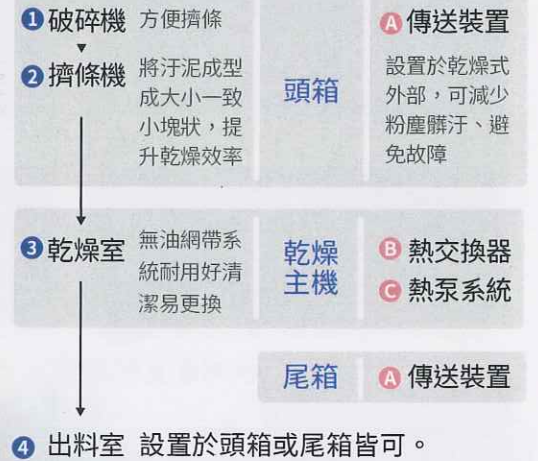 ❶ 破碎機 方便擠條
❷ 擠條機 將汙泥成型
成大小一致
小塊狀，提
升乾燥效率
頭箱
Ⓐ 傳送裝置
設置於乾燥式
外部，可減少
粉塵髒汙、避
免故障
❸ 乾燥室 無油網帶系
統耐用好清
潔易更換
乾燥
主機
Ⓑ 熱交換器
Ⓒ 熱泵系統
尾箱
Ⓐ 傳送裝置
❹ 出料室 設置於頭箱或尾箱皆可。